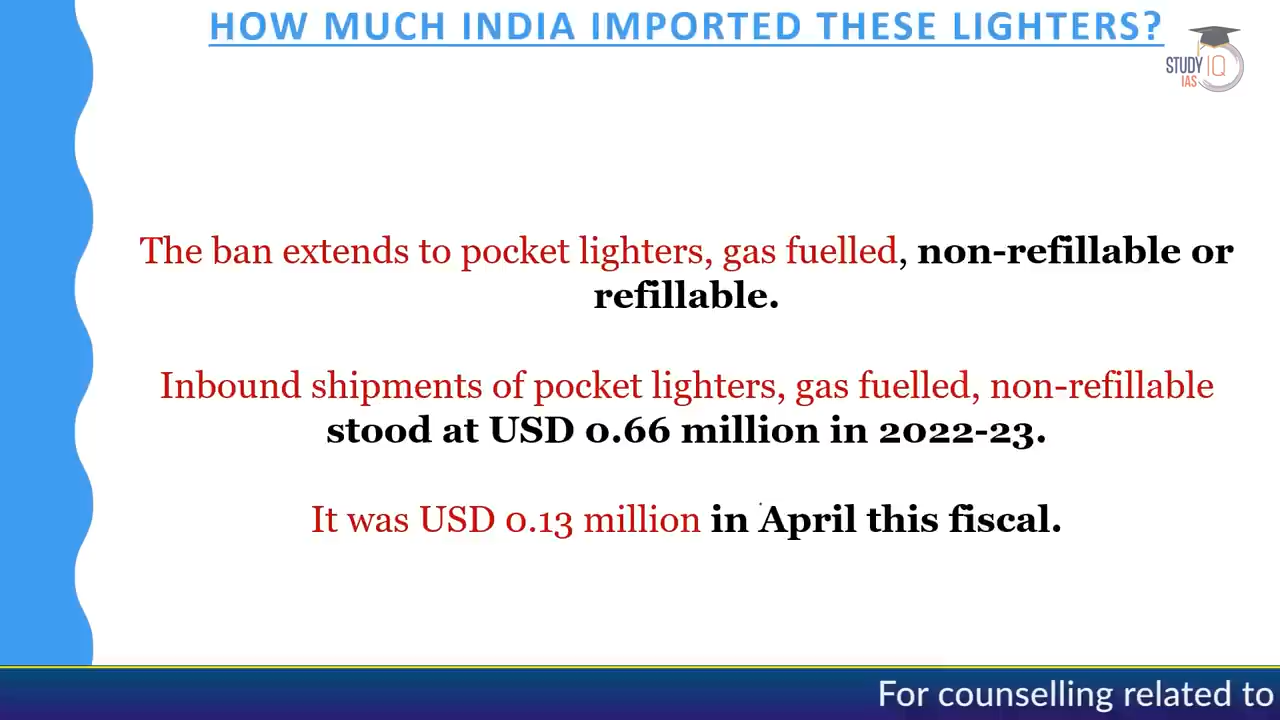 HOW MUCH INDIA IMPORTED THESE LIGHTERS?
STUDY IQ
IAS
The ban extends to pocket lighters, gas fuelled, non-refillable or
refillable.
Inbound shipments of pocket lighters, gas fuelled, non-refillable
stood at USD 0.66 million in 2022-23.
It was USD 0.13 million in April this fiscal.
For counselling related to